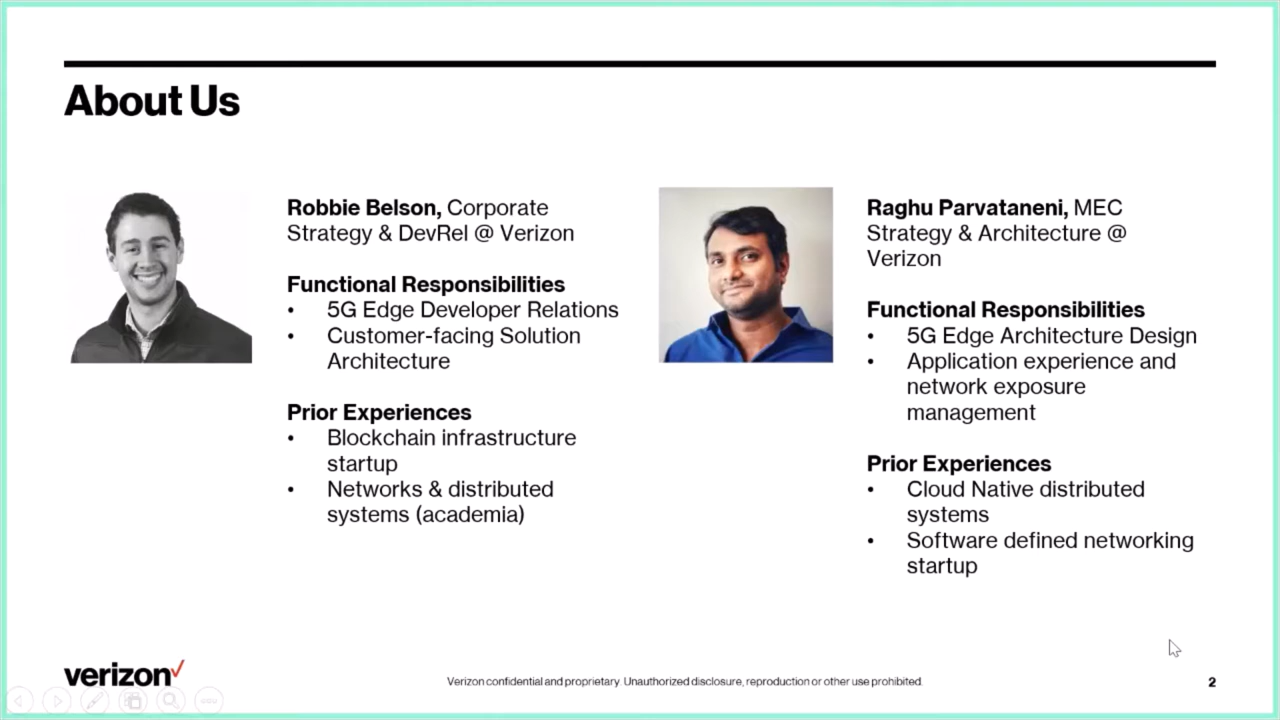 About Us
Robbie Belson, Corporate
Strategy & DevRel @ Verizon
Functional Responsibilities
• 5G Edge Developer Relations
• Customer-facing Solution
Architecture
Prior Experiences
• Blockchain infrastructure
startup
• Networks & distributed
systems (academia)
Raghu Parvataneni, MEC
Strategy & Architecture @
Verizon
Functional Responsibilities
• 5G Edge Architecture Design
• Application experience and
network exposure
management
Prior Experiences
• Cloud Native distributed
systems
• Software defined networking
startup
verizon
Verizon confidential and proprietary. Unauthorized disclosure, reproduction or other use prohibited.
2